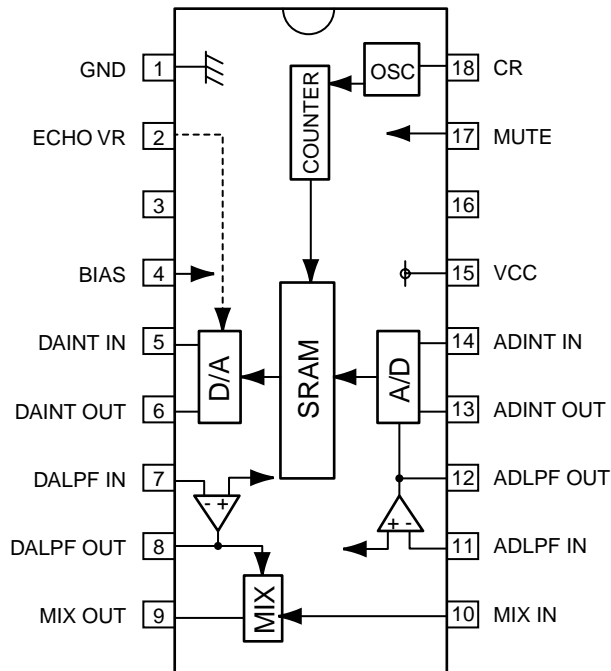 GND 1 OSC 18 CR
COUNTER
ECHO VR 2 17 MUTE
3 16
BIAS 4 15 VCC
DAINT IN 5 14 ADINT IN
D/A SRAM A/D
DAINT OUT 6 13 ADINT OUT
DALPF IN 7 12 ADLPF OUT
- + + -
DALPF OUT 8 11 ADLPF IN
MIX
MIX OUT 9 10 MIX IN